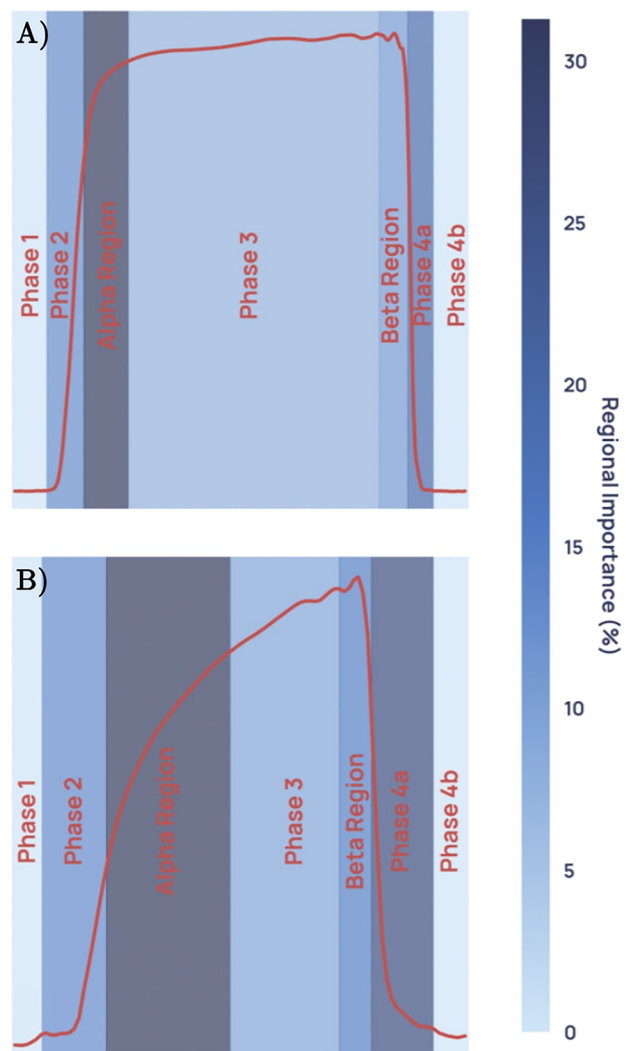 A)
Phase 1
Phase 2
Alpha Region
Phase 3
Beta Region
Phase 4a
Phase 4b
B)
Phase 1
Phase 2
Alpha Region
Phase 3
Beta Region
Phase 4a
Phase 4b
30
25
20
15
10
5
0
Regional Importance (%)